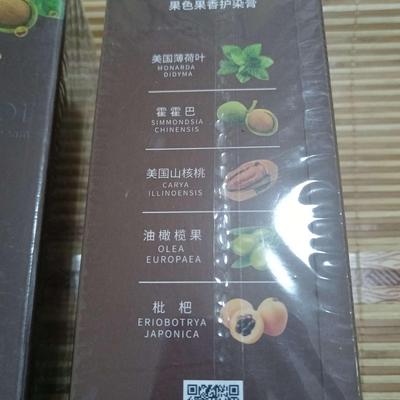 果色果香护染膏
美国薄荷叶
MONARDA
DIDYMA
霍霍巴
SIMMONDSIA
CHINENSIS
美国山核桃
CARYA
ILLINOENSIS
油橄榄果
OLEA
EUROPAEA
枇杷
ERIOBOTRYA
JAPONICA